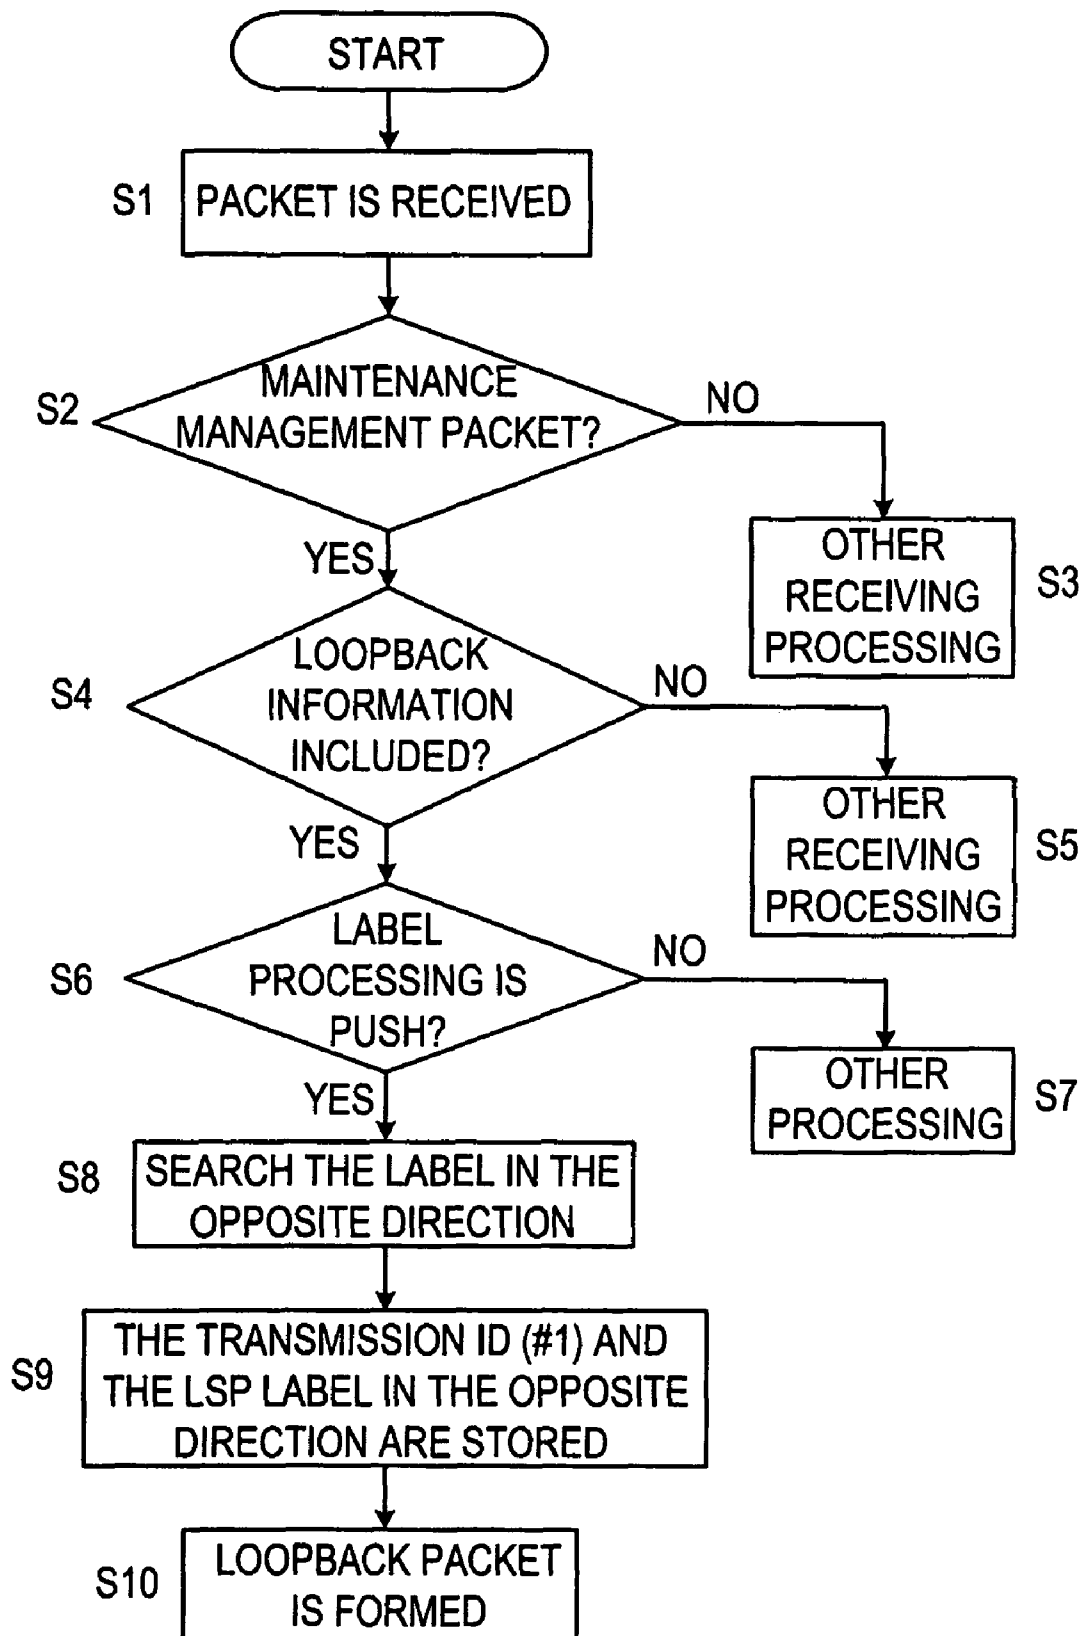 START
S1
PACKET IS RECEIVED
S2
MAINTENANCE
MANAGEMENT PACKET?
NO
YES
OTHER
RECEIVING
PROCESSING
S3
S4
LOOPBACK
INFORMATION
INCLUDED?
NO
YES
OTHER
RECEIVING
PROCESSING
S5
S6
LABEL
PROCESSING IS
PUSH?
NO
YES
OTHER
PROCESSING
S7
S8
SEARCH THE LABEL IN THE
OPPOSITE DIRECTION
S9
THE TRANSMISSION ID (#1) AND
THE LSP LABEL IN THE OPPOSITE
DIRECTION ARE STORED
S10
LOOPBACK PACKET
IS FORMED